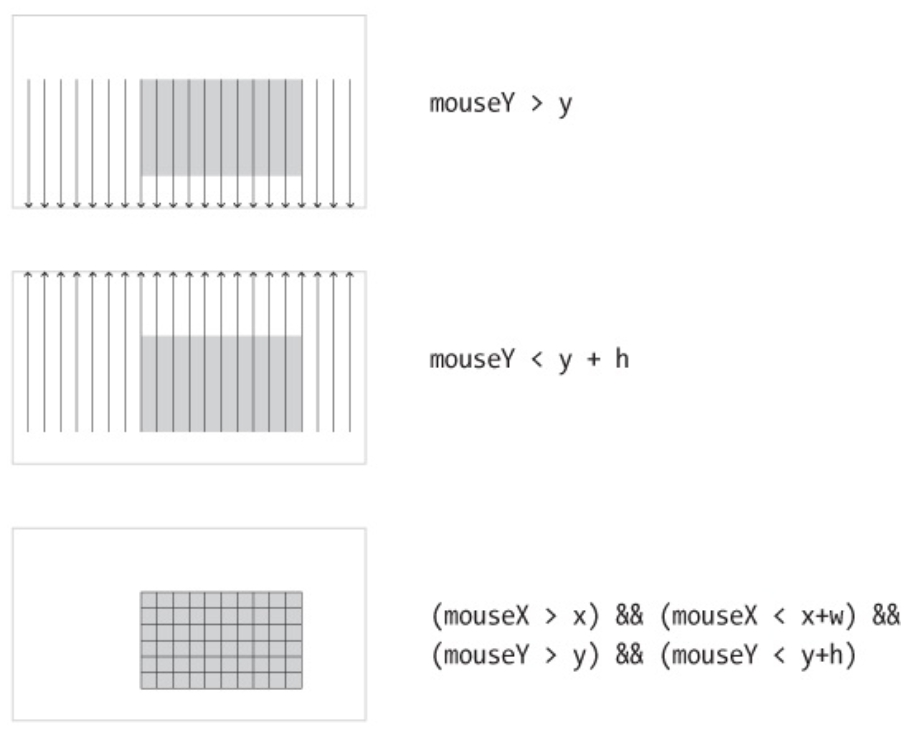 mouseY > y
mouseY < y + h
(mouseX > x) && (mouseX < x+w) &&
(mouseY > y) && (mouseY < y+h)